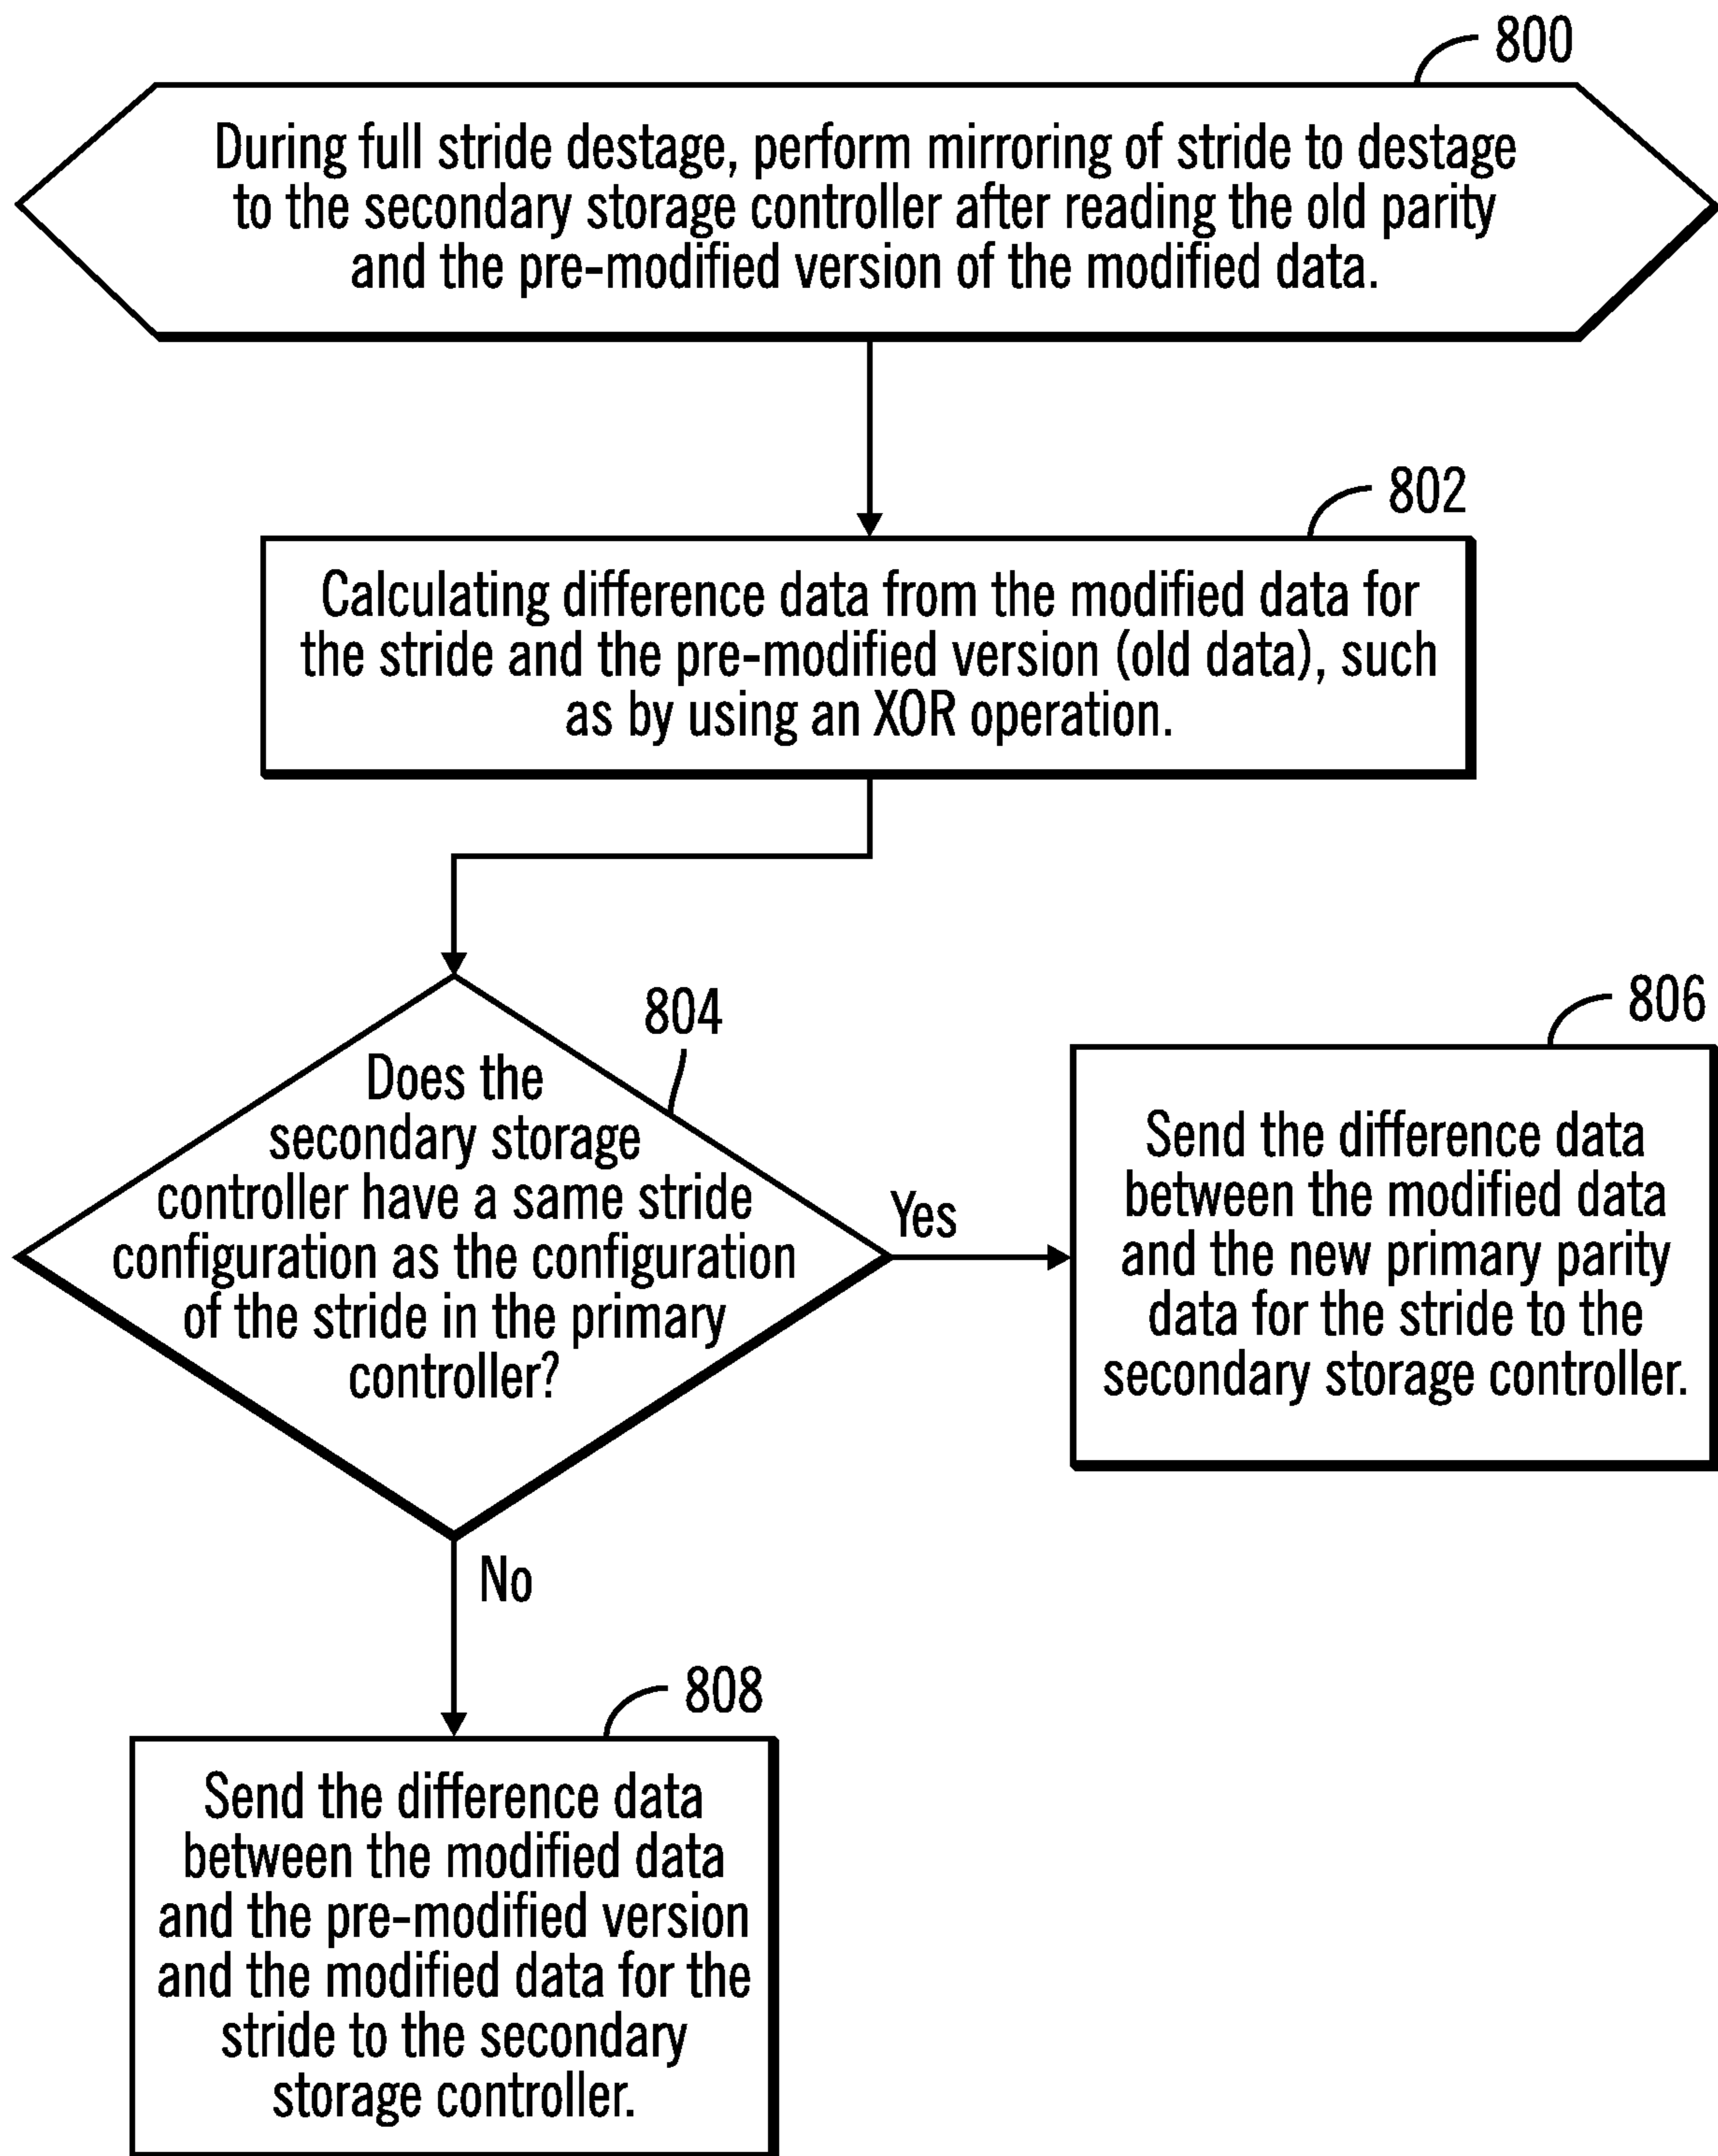 800
During full stride destage, perform mirroring of stride to destage
to the secondary storage controller after reading the old parity
and the pre-modified version of the modified data.
802
Calculating difference data from the modified data for
the stride and the pre-modified version (old data), such
as by using an XOR operation.
804
Does the
secondary storage
controller have a same stride
configuration as the configuration
of the stride in the primary
controller?
Yes
806
Send the difference data
between the modified data
and the new primary parity
data for the stride to the
secondary storage controller.
No
808
Send the difference data
between the modified data
and the pre-modified version
and the modified data for the
stride to the secondary
storage controller.